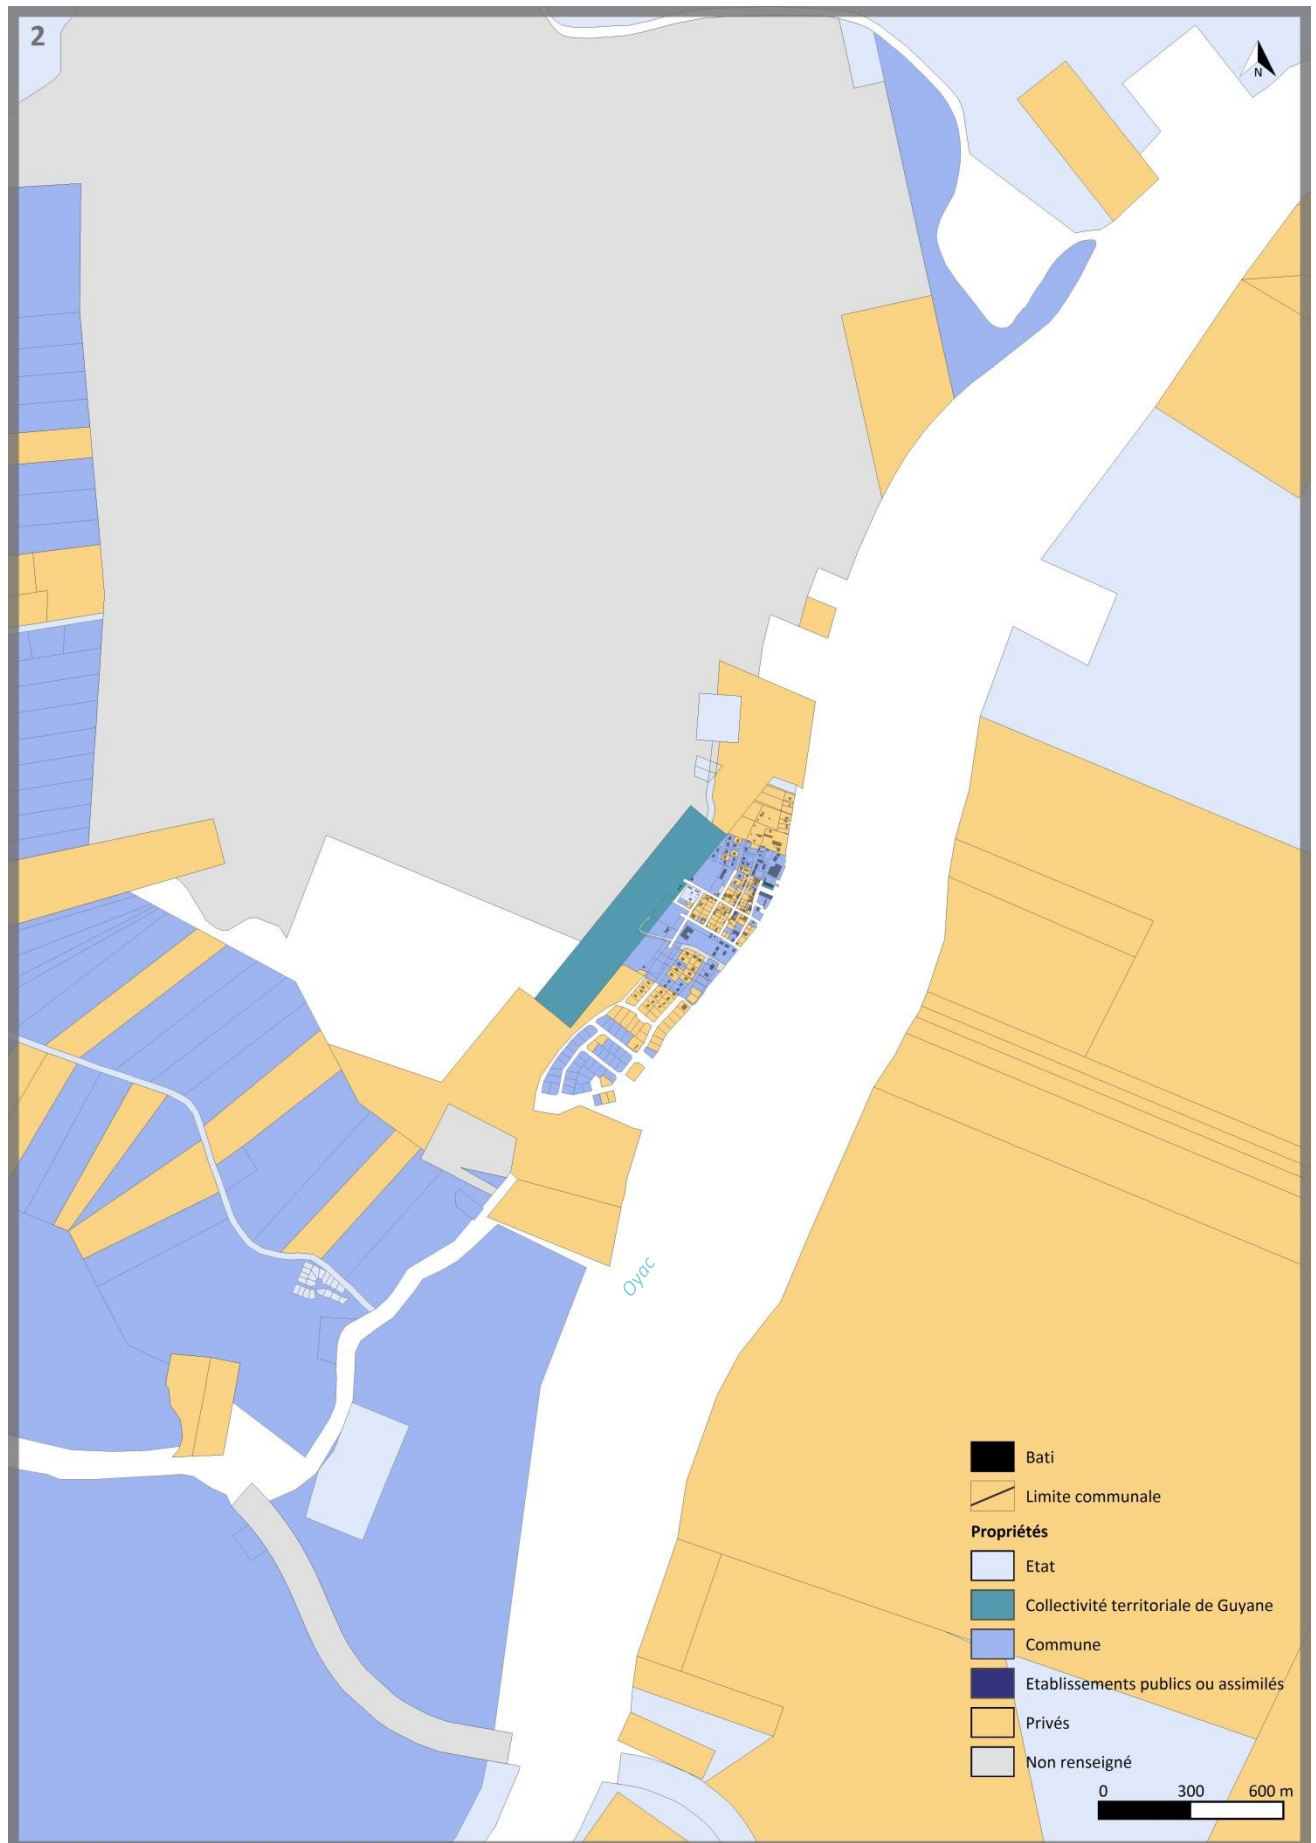 2
N
Oyac
Bati
Limite communale
Propriétés
Etat
Collectivité territoriale de Guyane
Commune
Etablissements publics ou assimilés
Privés
Non renseigné
0 300 600 m